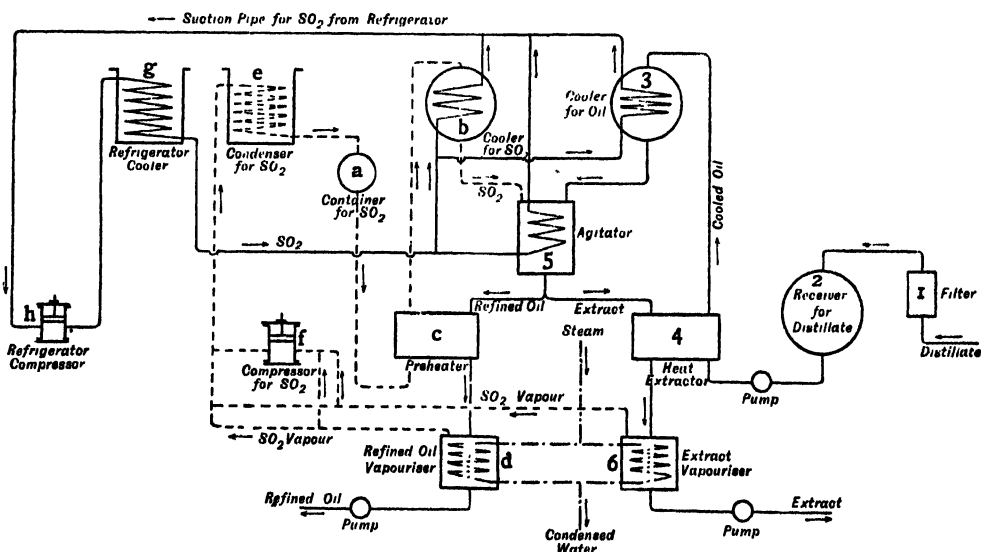 ← Suction Pipe for SO2 from Refrigerator
g
e
b
3
Refrigerator
Cooler
Condenser
for SO2
a
Container
for SO2
Cooler
for SO2
Cooler
for Oil
SO2
Agitator
5
SO2
Cooled Oil
2
Receiver
for
Distillate
I
Filter
Distillate
h
Refrigerator
Compressor
f
Compressor
for SO2
Refined Oil
Extract
Steam
c
Preheater
4
Heat
Extractor
Pump
SO2 Vapour
SO2 Vapour
Refined Oil
Vapouriser
d
6
Extract
Vapouriser
Refined Oil
Pump
Condensed
Water
Pump
Extract